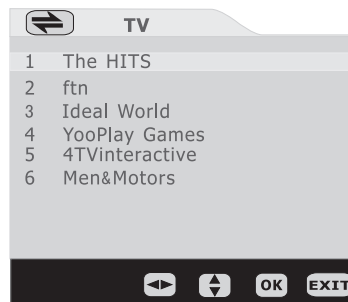 TV
1 The HITS
2 ftn
3 Ideal World
4 YooPlay Games
5 4TVinteractive
6 Men&Motors
OK EXIT